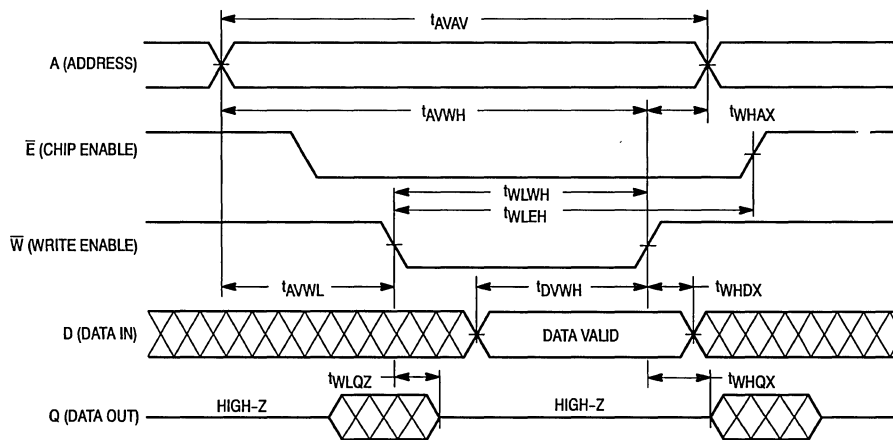 tAVAV
A (ADDRESS)
tAVWH
tWHAX
E̅ (CHIP ENABLE)
tWLWH
tWLEH
W̅ (WRITE ENABLE)
tAVWL
tDVWH
tWHDX
D (DATA IN)
DATA VALID
tWLQZ
tWHQX
Q (DATA OUT)
HIGH–Z
HIGH–Z